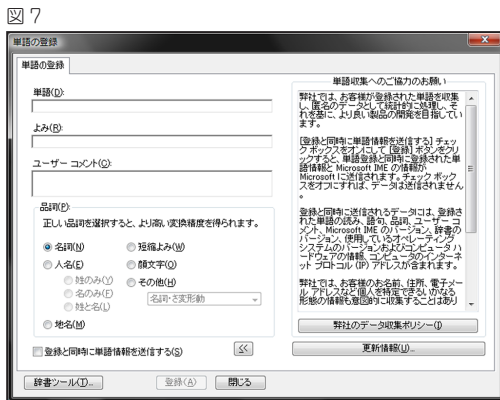 図７
単語の登録
単語の登録
単語(D):
よみ(R):
ユーザー コメント(C):
品詞(P):
正しい品詞を選択すると、より高い変換精度を得られます。
名詞(N)
短縮よみ(W)
人名(E)
顔文字(O)
姓のみ(Y)
その他(H)
名のみ(F)
名詞・さ変形動
姓と名(L)
地名(M)
登録と同時に単語情報を送信する(S)
辞書ツール(T)...
登録(A)
閉じる
単語収集へのご協力のお願い
弊社では、お客様が登録された単語を収集
し、匿名のデータとして統計的に処理し、そ
れを基に、より良い製品の開発を目指してい
ます。
[登録と同時に単語情報を送信する] チェッ
ク ボックスをオンにして [登録] ボタンをクリ
ックすると、単語登録と同時に登録された単
語情報と Microsoft IME の情報が
Microsoft に送信されます。チェック ボック
スをオフにすれば、データは送信されません
。
登録と同時に送信されるデータには、登録さ
れた単語の読み、語句、品詞、ユーザー コ
メント、Microsoft IME のバージョン、辞書の
バージョン、使用しているオペレーティング
システムのバージョンおよびコンピュータ ハ
ードウェアの情報、コンピュータのインターネ
ット プロトコル (IP) アドレスが含まれます。
弊社では、お客様のお名前、住所、電子メー
ル アドレスなど個人を特定できるいかなる
形態の情報も意図的に収集することはあり
弊社のデータ収集ポリシー(I)
更新情報(U)...